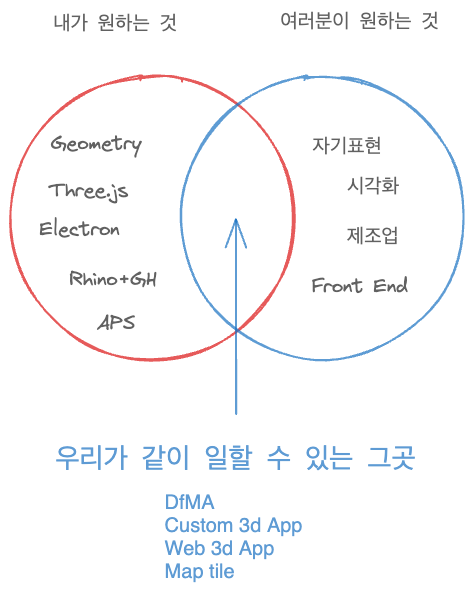 내가 원하는 것
여러분이 원하는 것
Geometry
Three.js
Electron
Rhino+GH
APS
자기표현
시각화
제조업
Front End
우리가 같이 일할 수 있는 그곳
DfMA
Custom 3d App
Web 3d App
Map tile